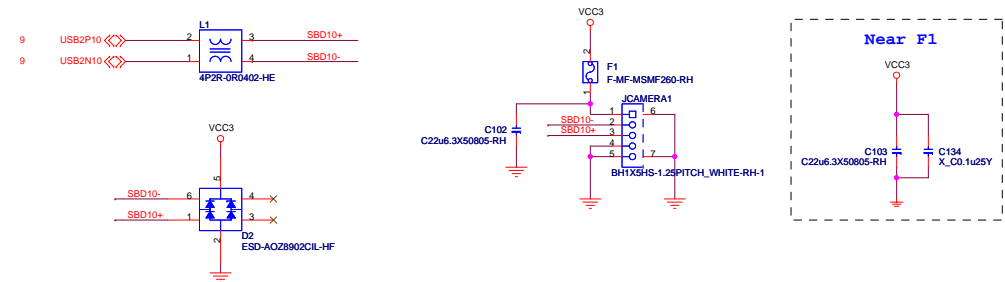 L1
9 USB2P10 2 3 SBD10+
9 USB2N10 1 4 SBD10-
4P2R-0R0402-HE
VCC3
5
SBD10- 6 4
SBD10+ 1 3
2
D2
ESD-AOZ8902CIL-HF
VCC3
2
F1
F-MF-MSMF260-RH
1
JCAMERA1
1 6
SBD10- 2
SBD10+ 3
4
5 7
BH1X5HS-1.25PITCH_WHITE-RH-1
C102
C22u6.3X50805-RH
Near F1
VCC3
C103
C22u6.3X50805-RH
C134
X_C0.1u25Y